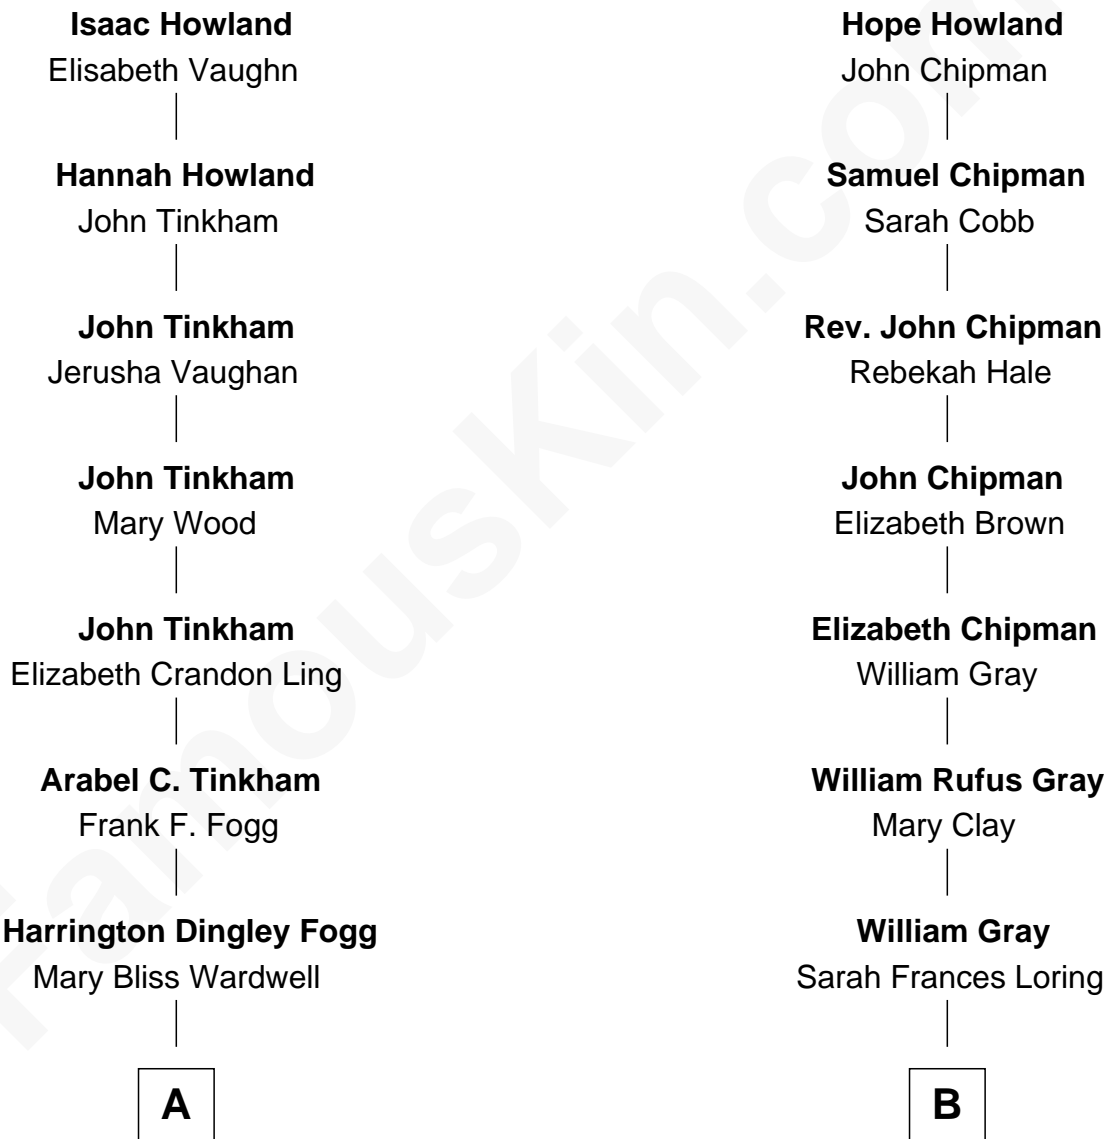 Isaac Howland
Elisabeth Vaughn
Hannah Howland
John Tinkham
John Tinkham
Jerusha Vaughan
John Tinkham
Mary Wood
John Tinkham
Elizabeth Crandon Ling
Arabel C. Tinkham
Frank F. Fogg
Harrington Dingley Fogg
Mary Bliss Wardwell
A
Hope Howland
John Chipman
Samuel Chipman
Sarah Cobb
Rev. John Chipman
Rebekah Hale
John Chipman
Elizabeth Brown
Elizabeth Chipman
William Gray
William Rufus Gray
Mary Clay
William Gray
Sarah Frances Loring
B
FamousKin.com